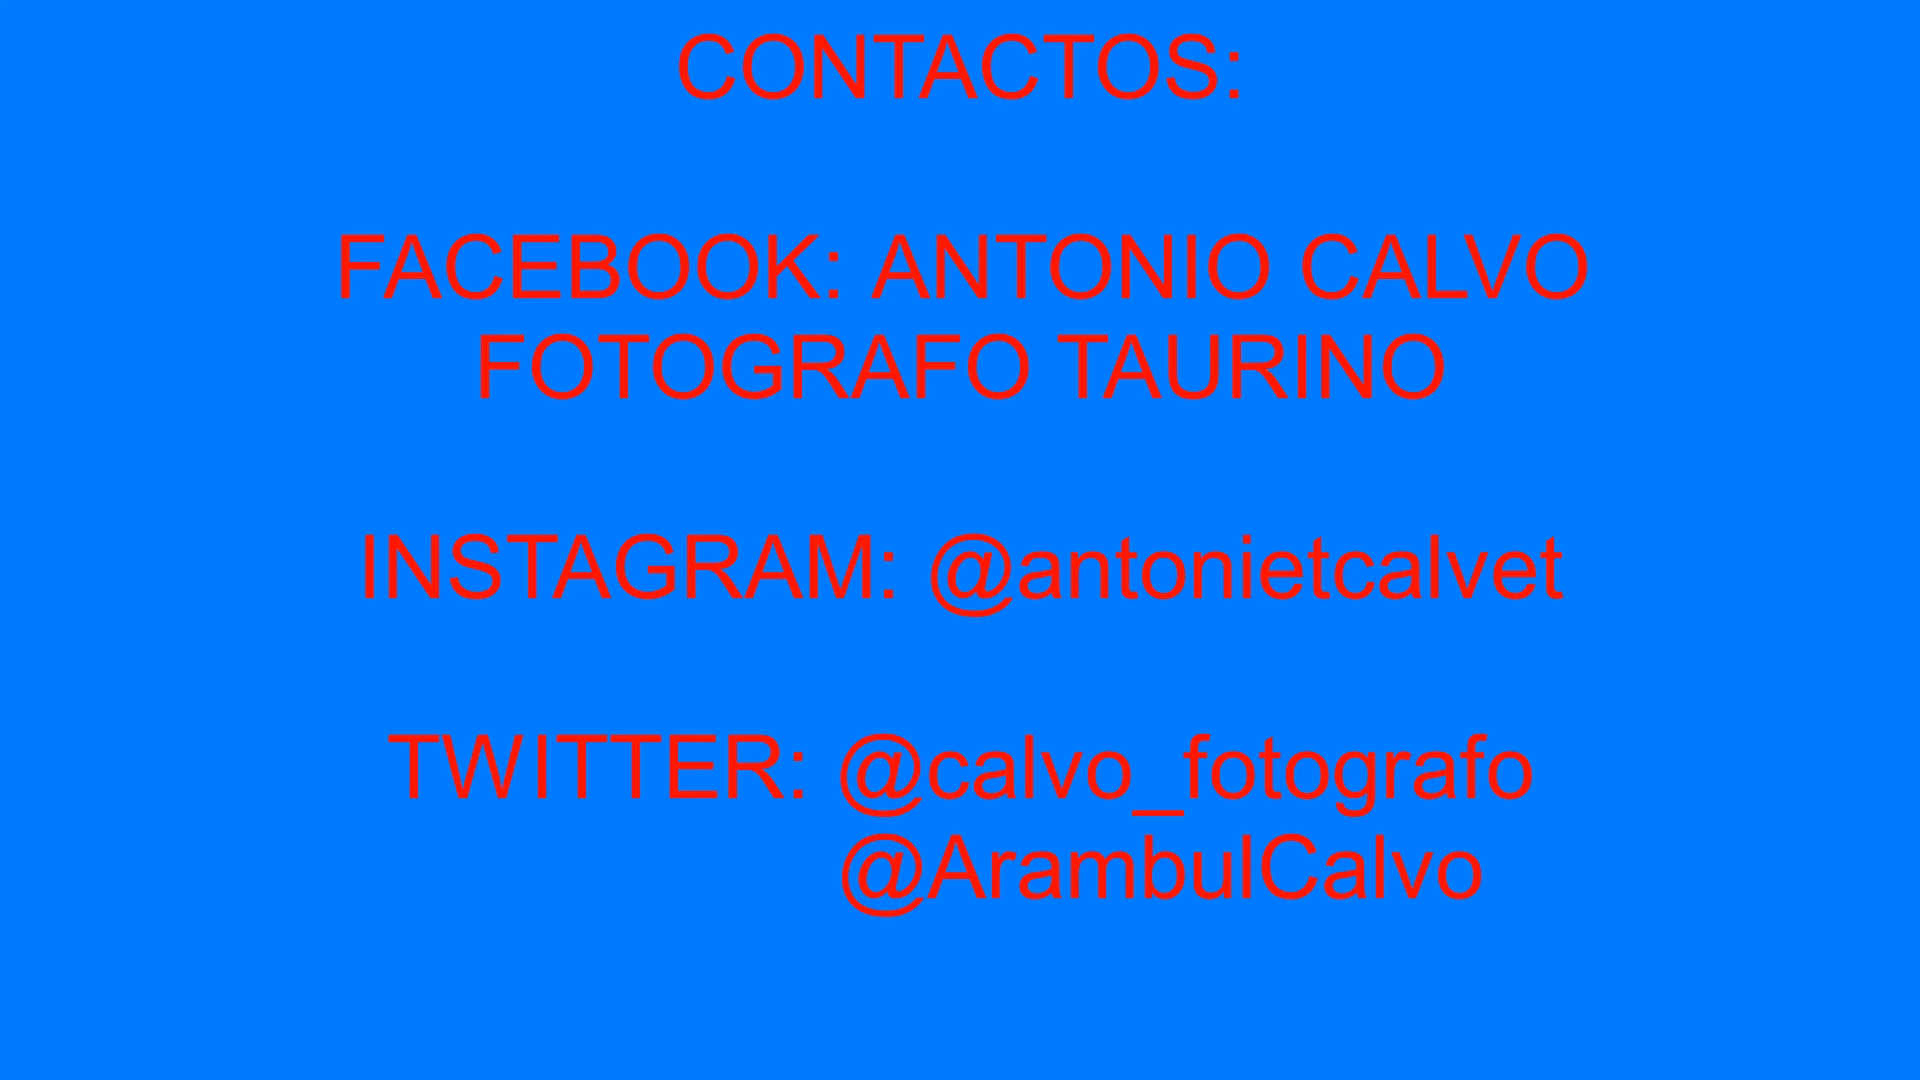 CONTACTOS:
FACEBOOK: ANTONIO CALVO
FOTOGRAFO TAURINO
INSTAGRAM: @antonietcalvet
TWITTER: @calvo_fotografo
@ArambulCalvo